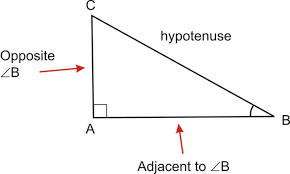 C
hypotenuse
Opposite
∠B
A
B
Adjacent to ∠B